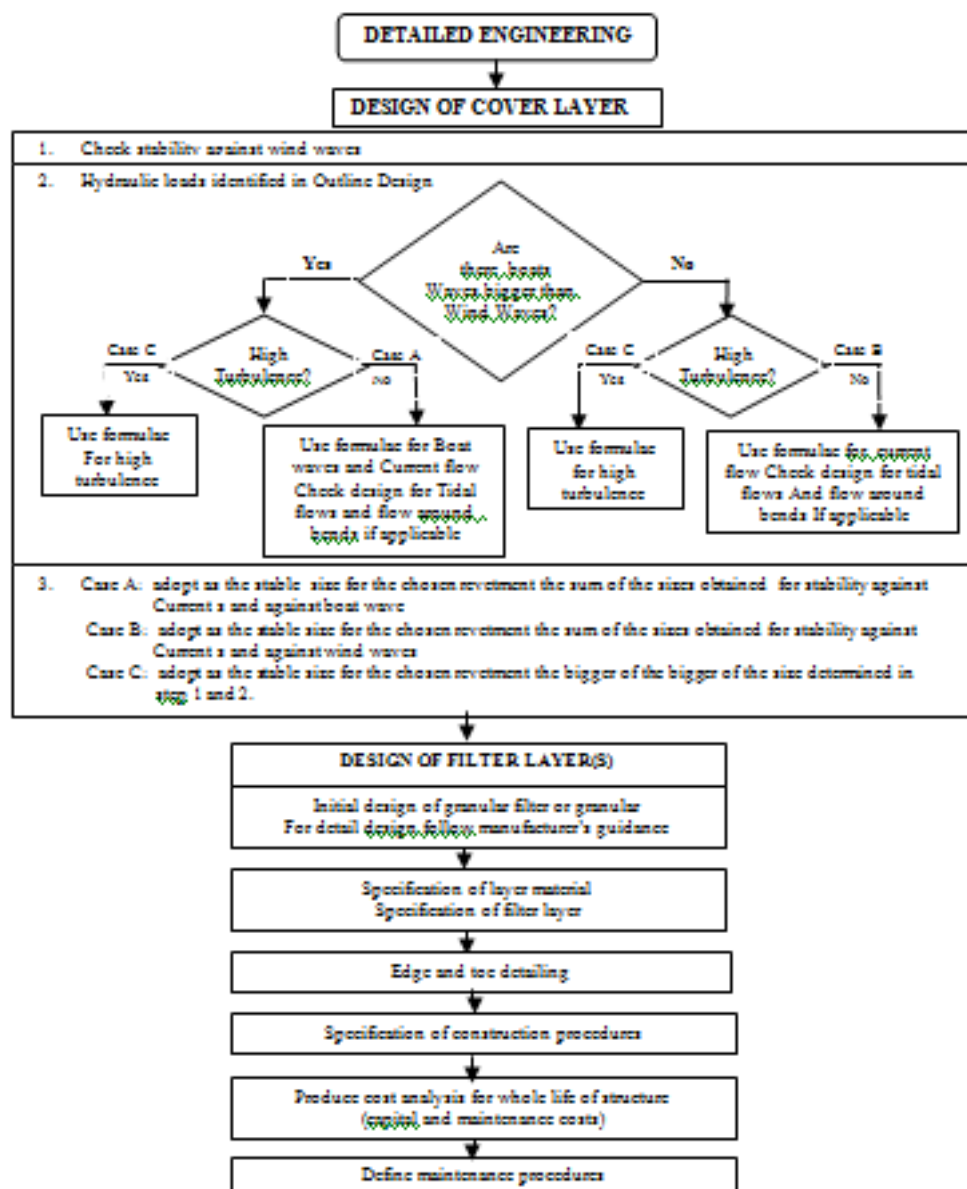 DETAILED ENGINEERING
DESIGN OF COVER LAYER
1. Check stability against wind waves
2. Hydraulic loads identified in Outline Design
Are
there boats
Waves bigger than
Wind Waves?
Yes
No
Case C
Yes
High
Turbulence?
Case A
No
Case C
Yes
High
Turbulence?
Case B
No
Use formulae
For high
turbulence
Use formulae for Boat
waves and Current flow
Check design for Tidal
flows and flow around
bends if applicable
Use formulae
for high
turbulence
Use formulae for current
flow Check design for tidal
flows And flow around
bends If applicable
3. Case A: adopt as the stable size for the chosen revetment the sum of the sizes obtained for stability against
Current s and against boat wave
Case B: adopt as the stable size for the chosen revetment the sum of the sizes obtained for stability against
Current s and against wind waves
Case C: adopt as the stable size for the chosen revetment the bigger of the bigger of the size determined in
step 1 and 2.
DESIGN OF FILTER LAYER(S)
Initial design of granular filter or granular
For detail design follow manufacturer's guidance
Specification of layer material
Specification of filter layer
Edge and toe detailing
Specification of construction procedures
Produce cost analysis for whole life of structure
(capital and maintenance costs)
Define maintenance procedures